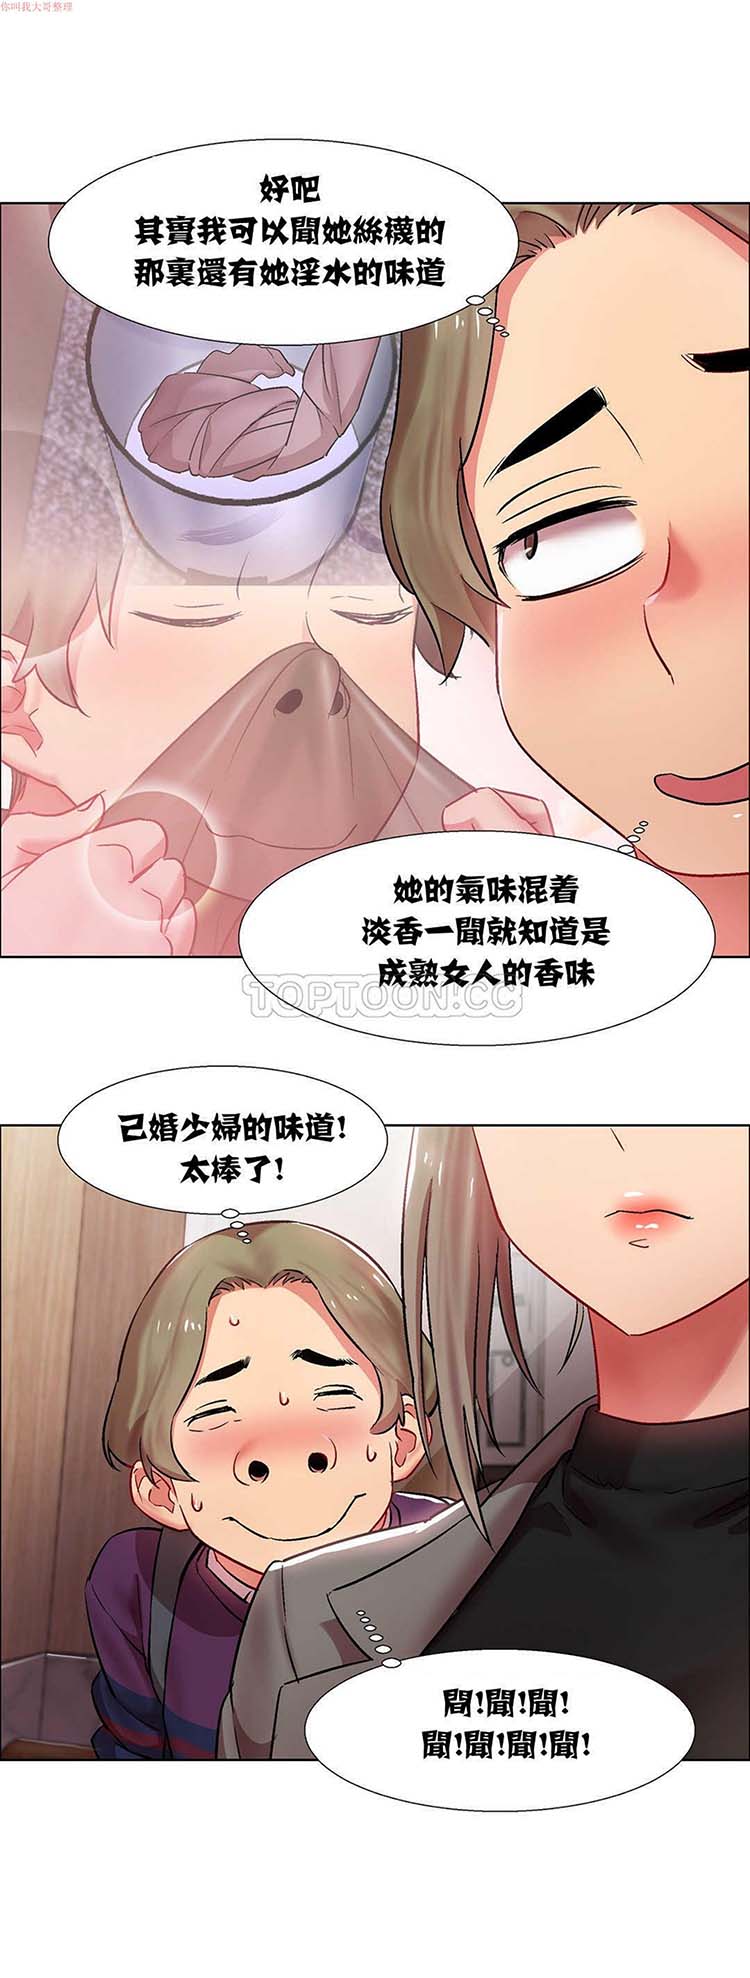 你叫我大哥整理
好吧
其實我可以聞她絲襪的
那裏還有她淫水的味道
她的氣味混着
淡香一聞就知道是
成熟女人的香味
TOPTOON.CC
己婚少婦的味道!
太棒了!
聞!聞!聞!
聞!聞!聞!聞!